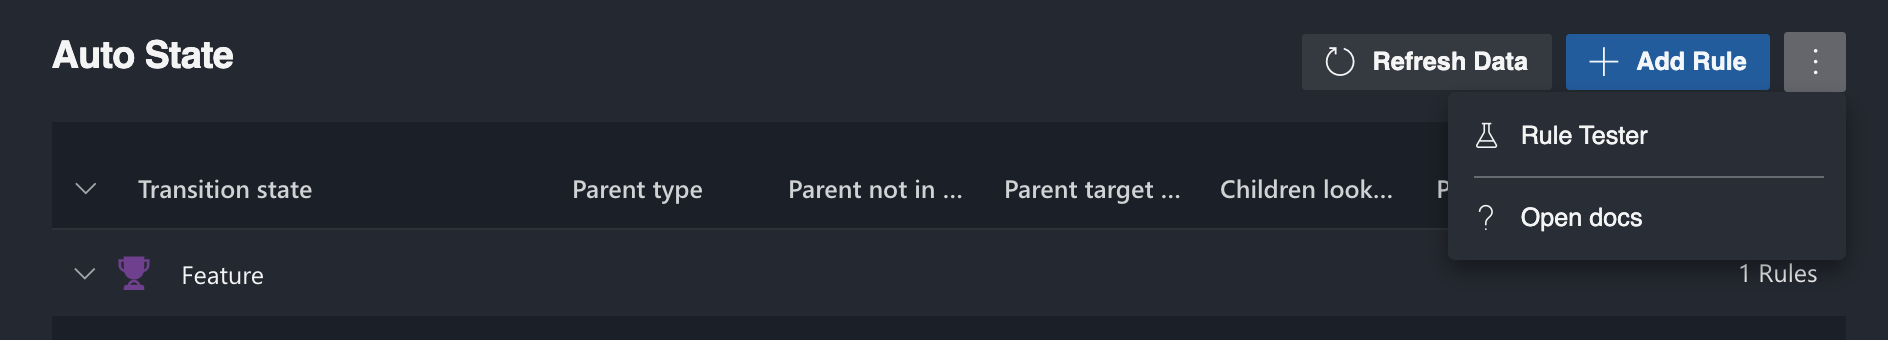 Auto State
Refresh Data
Add Rule
Rule Tester
Open docs
Transition state
Parent type
Parent not in ...
Parent target ...
Children look...
P
Feature
1 Rules